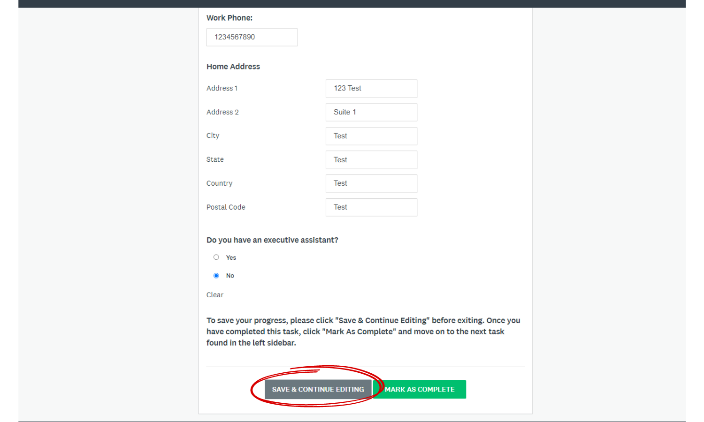 Work Phone:
1234567890
Home Address
Address 1 123 Test
Address 2 Suite 1
City Test
State Test
Country Test
Postal Code Test
Do you have an executive assistant?
Yes
No
Clear
To save your progress, please click "Save & Continue Editing" before exiting. Once you
have completed this task, click "Mark As Complete" and move on to the next task
found in the left sidebar.
SAVE & CONTINUE EDITING MARK AS COMPLETE